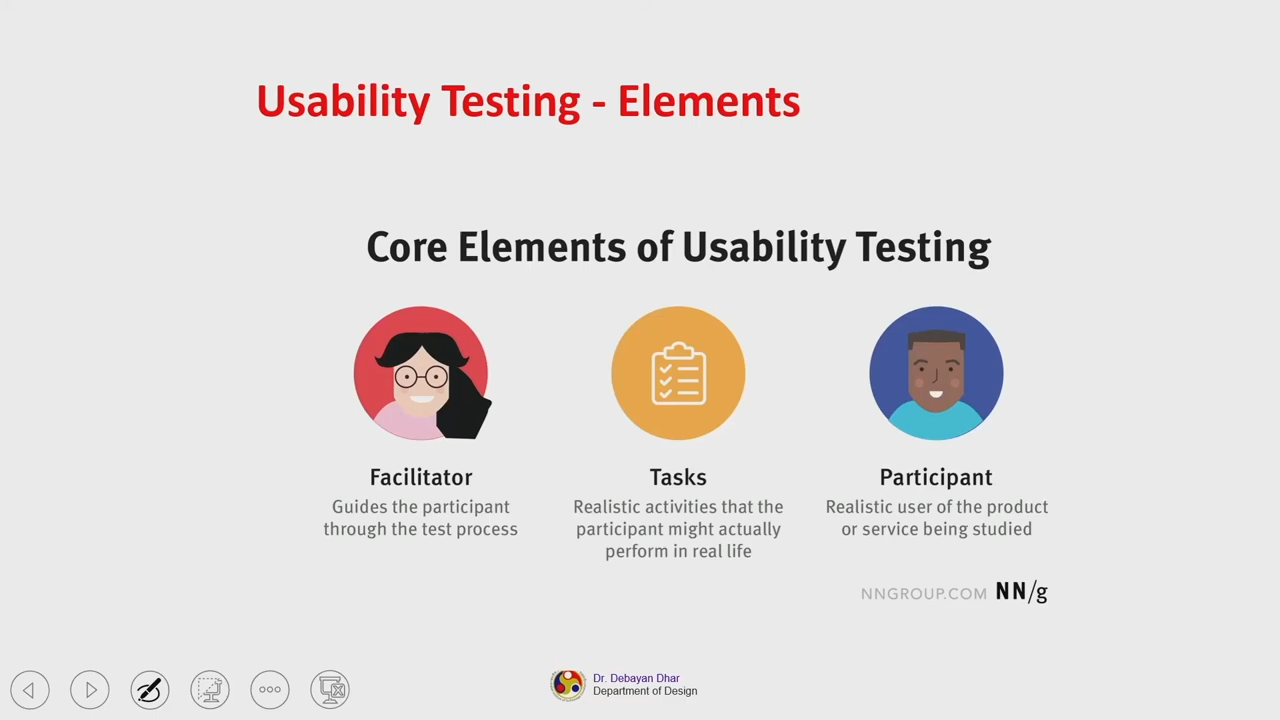 Usability Testing - Elements
Core Elements of Usability Testing
Facilitator
Guides the participant
through the test process
Tasks
Realistic activities that the
participant might actually
perform in real life
Participant
Realistic user of the product
or service being studied
NNGROUP.COM NN/g
Dr. Debayan Dhar
Department of Design